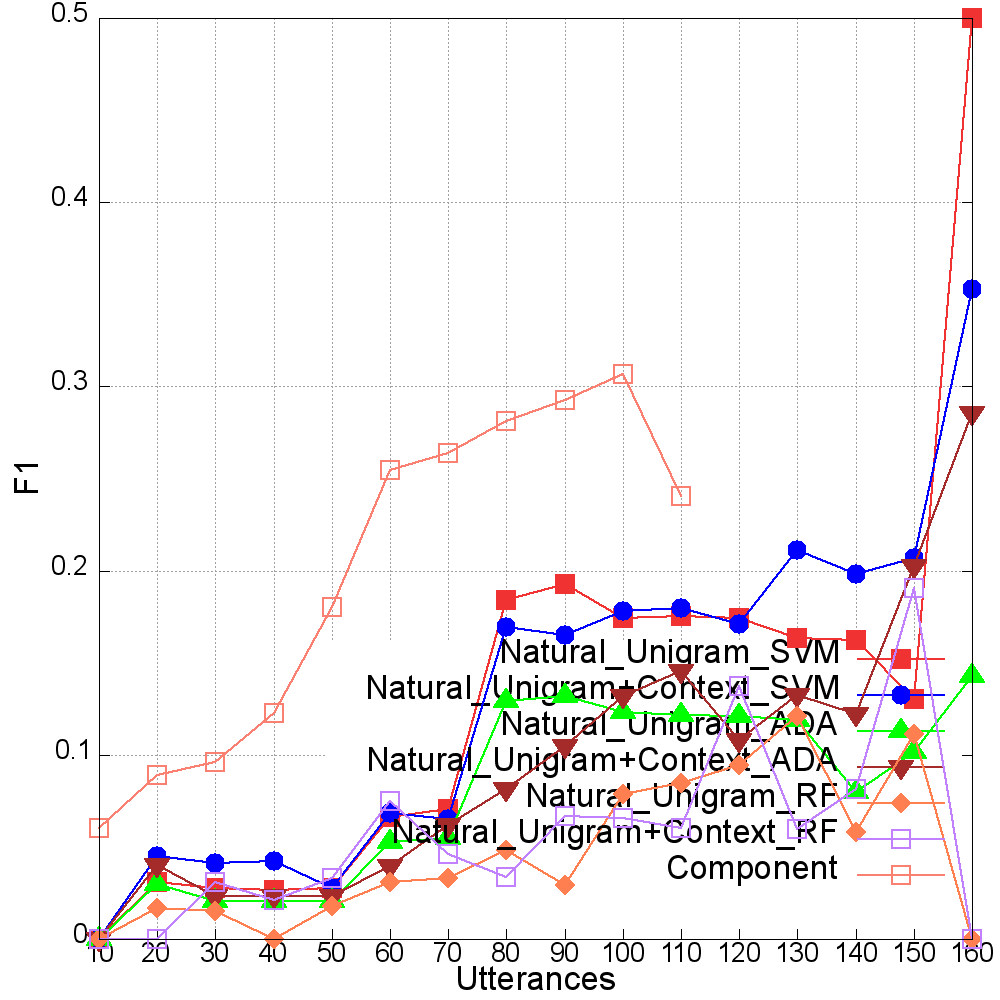 0.5
0.4
0.3
0.2
0.1
0
F1
Natural_Unigram_SVM
Natural_Unigram+Context_SVM
Natural_Unigram_ADA
Natural_Unigram+Context_ADA
Natural_Unigram_RF
Natural_Unigram+Context_RF
Component
10 20 30 40 50 60 70 80 90 100 110 120 130 140 150 160
Utterances